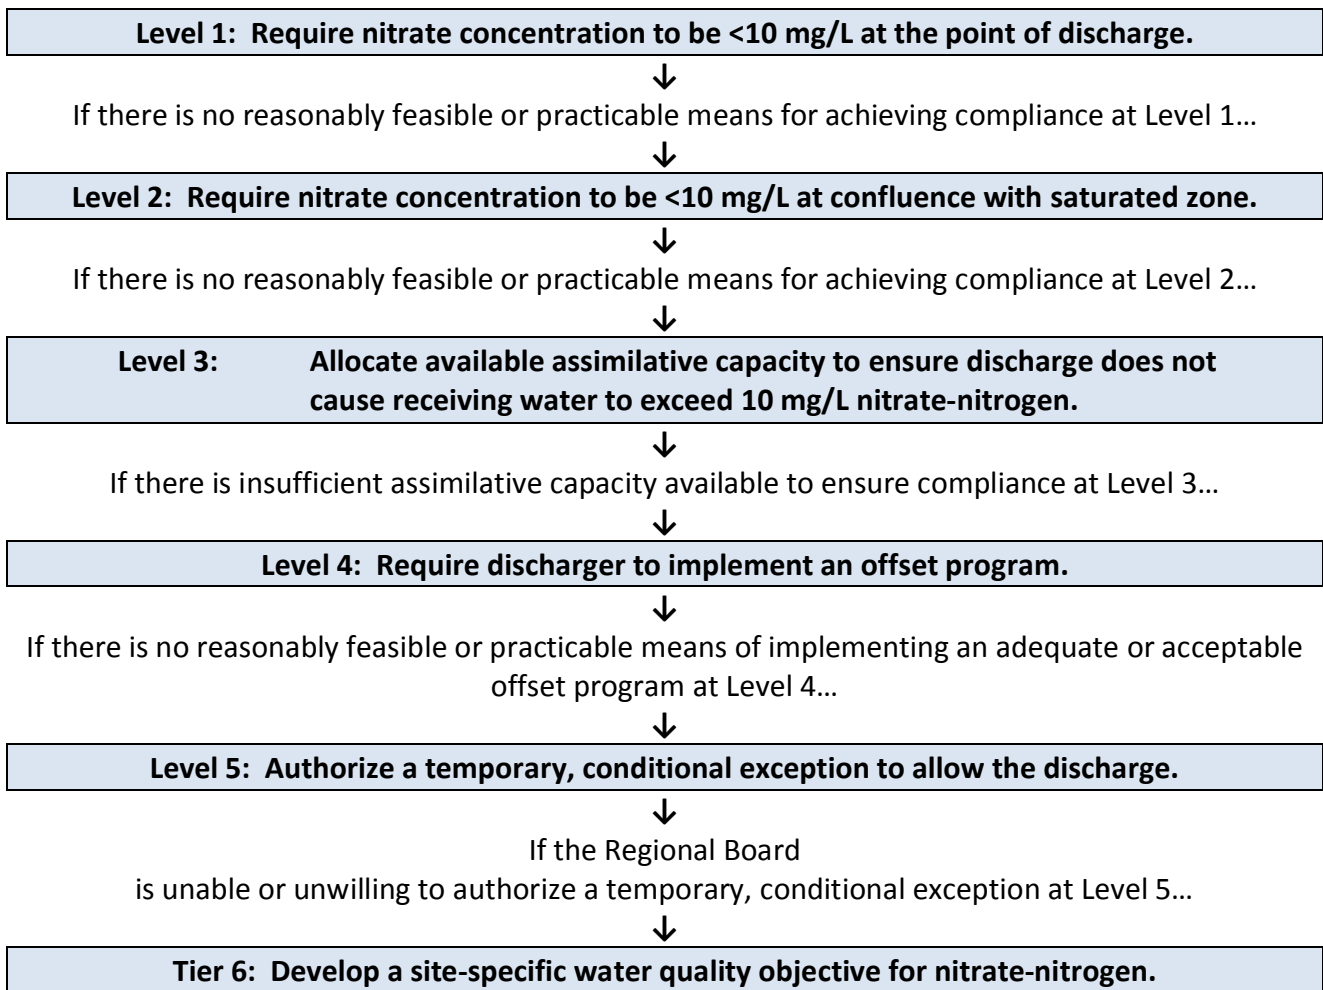 Level 1: Require nitrate concentration to be <10 mg/L at the point of discharge.
↓
If there is no reasonably feasible or practicable means for achieving compliance at Level 1…
↓
Level 2: Require nitrate concentration to be <10 mg/L at confluence with saturated zone.
↓
If there is no reasonably feasible or practicable means for achieving compliance at Level 2…
↓
Level 3: Allocate available assimilative capacity to ensure discharge does not
cause receiving water to exceed 10 mg/L nitrate-nitrogen.
↓
If there is insufficient assimilative capacity available to ensure compliance at Level 3…
↓
Level 4: Require discharger to implement an offset program.
↓
If there is no reasonably feasible or practicable means of implementing an adequate or acceptable
offset program at Level 4…
↓
Level 5: Authorize a temporary, conditional exception to allow the discharge.
↓
If the Regional Board
is unable or unwilling to authorize a temporary, conditional exception at Level 5…
↓
Tier 6: Develop a site-specific water quality objective for nitrate-nitrogen.